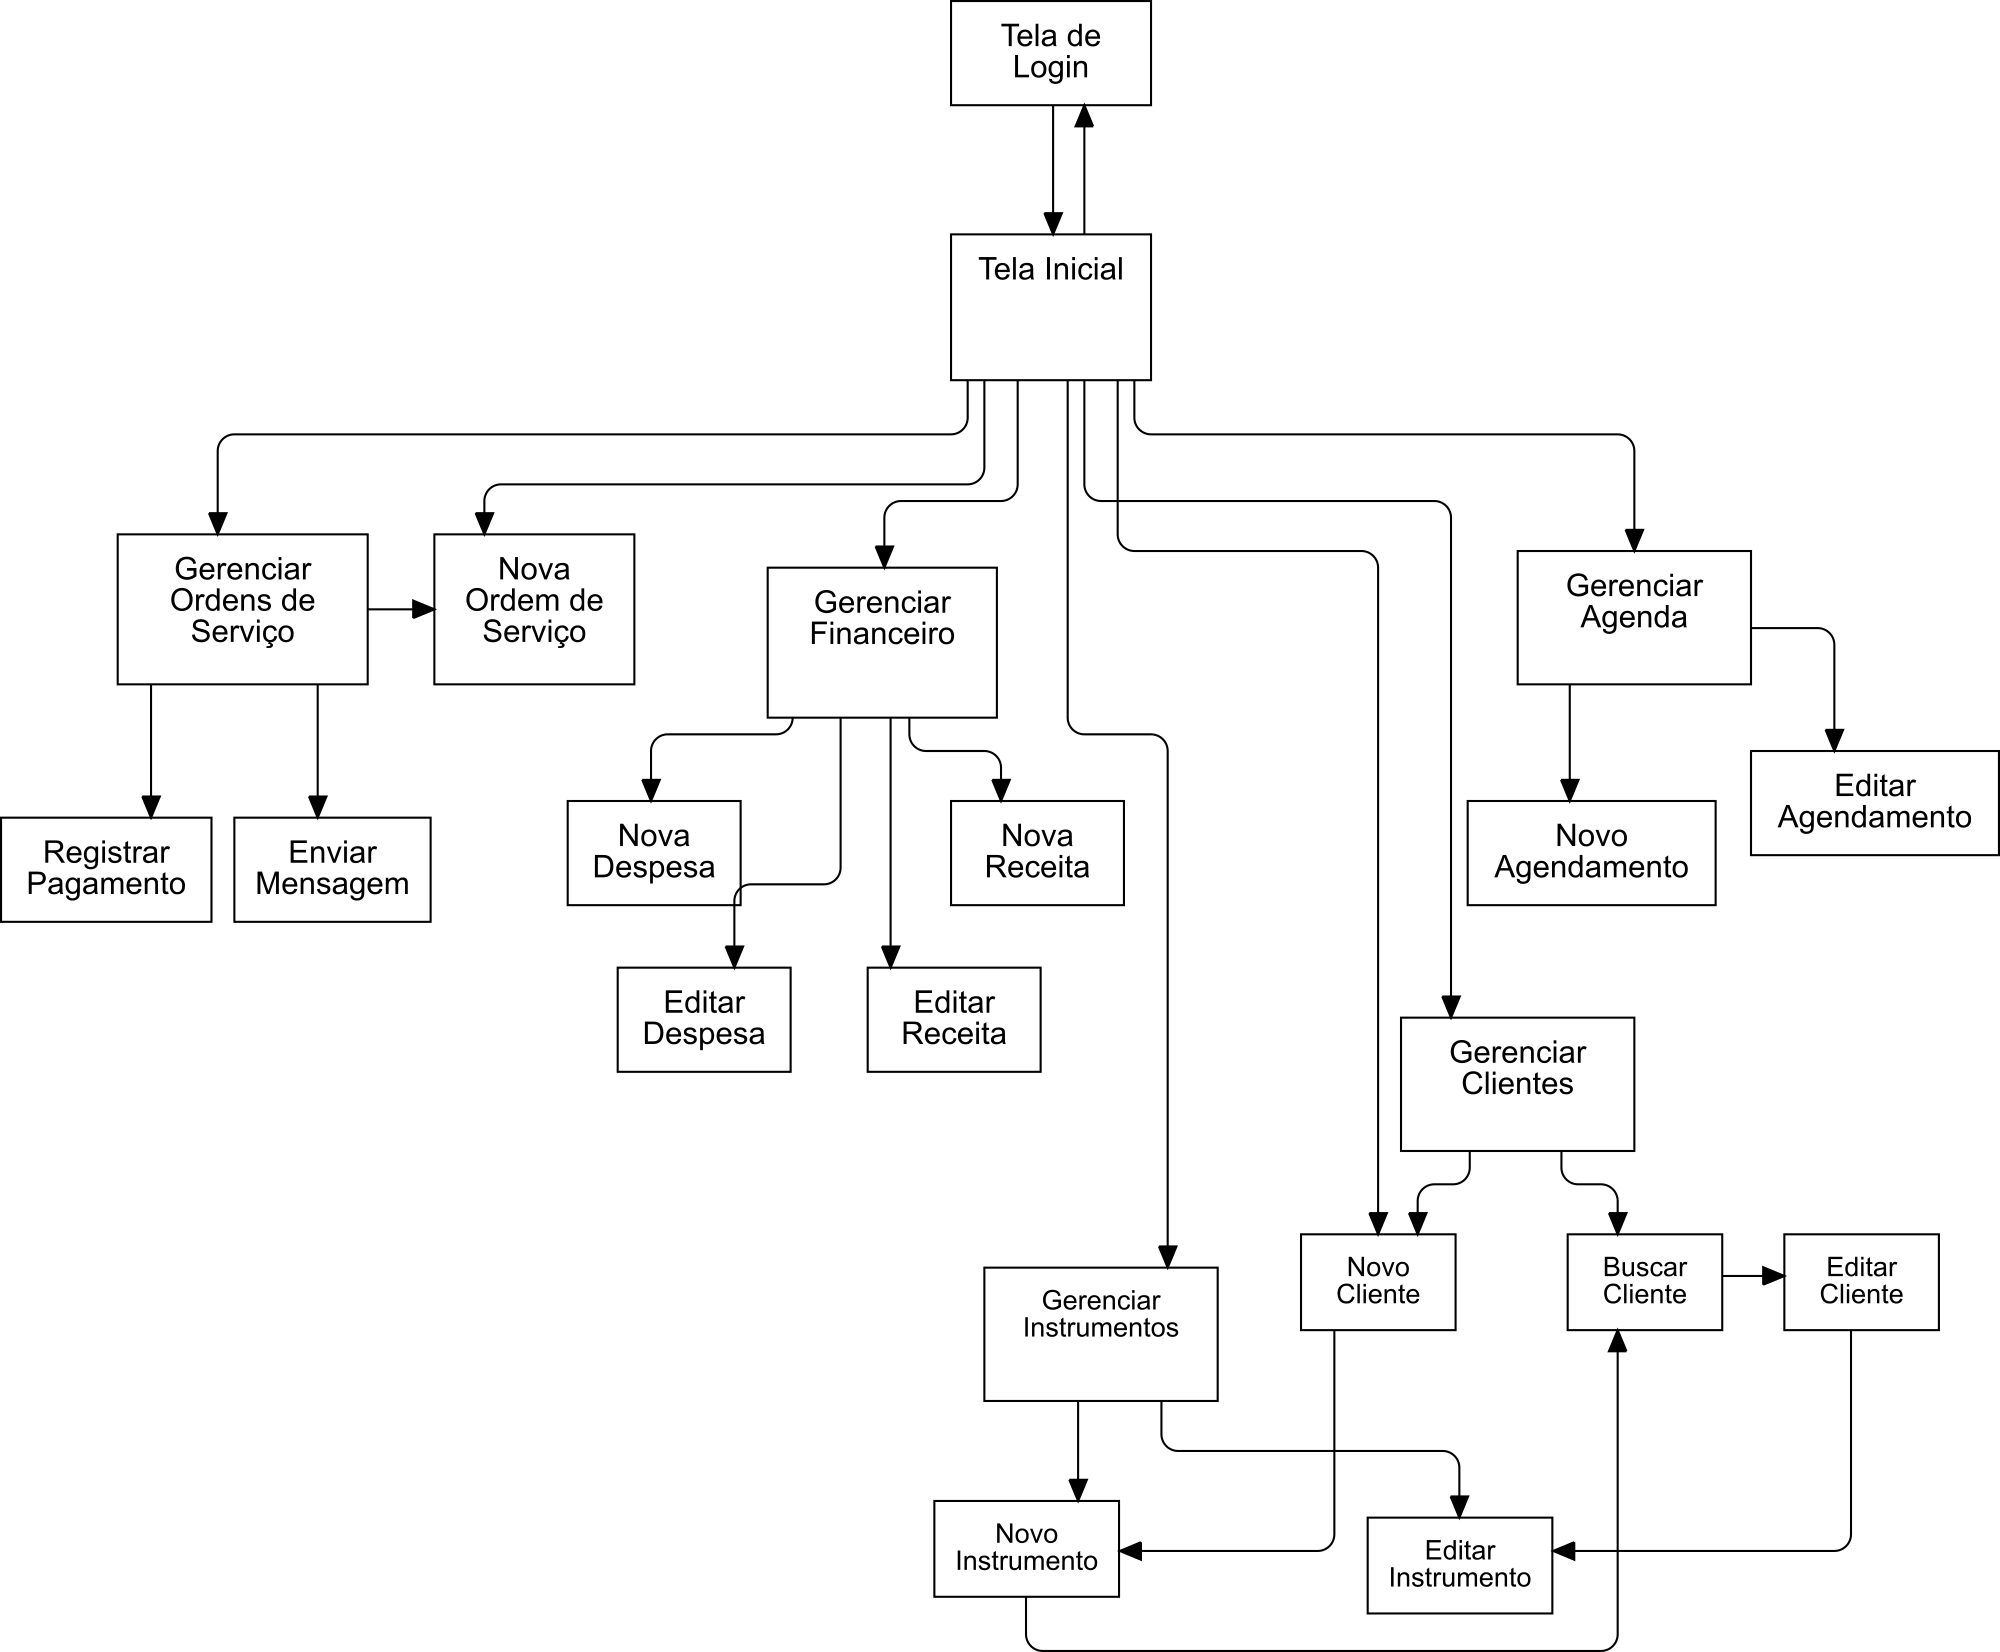 Tela de
Login
Tela Inicial
Gerenciar
Ordens de
Serviço
Nova
Ordem de
Serviço
Gerenciar
Financeiro
Gerenciar
Agenda
Registrar
Pagamento
Enviar
Mensagem
Nova
Despesa
Nova
Receita
Novo
Agendamento
Editar
Agendamento
Editar
Despesa
Editar
Receita
Gerenciar
Clientes
Gerenciar
Instrumentos
Novo
Cliente
Buscar
Cliente
Editar
Cliente
Novo
Instrumento
Editar
Instrumento